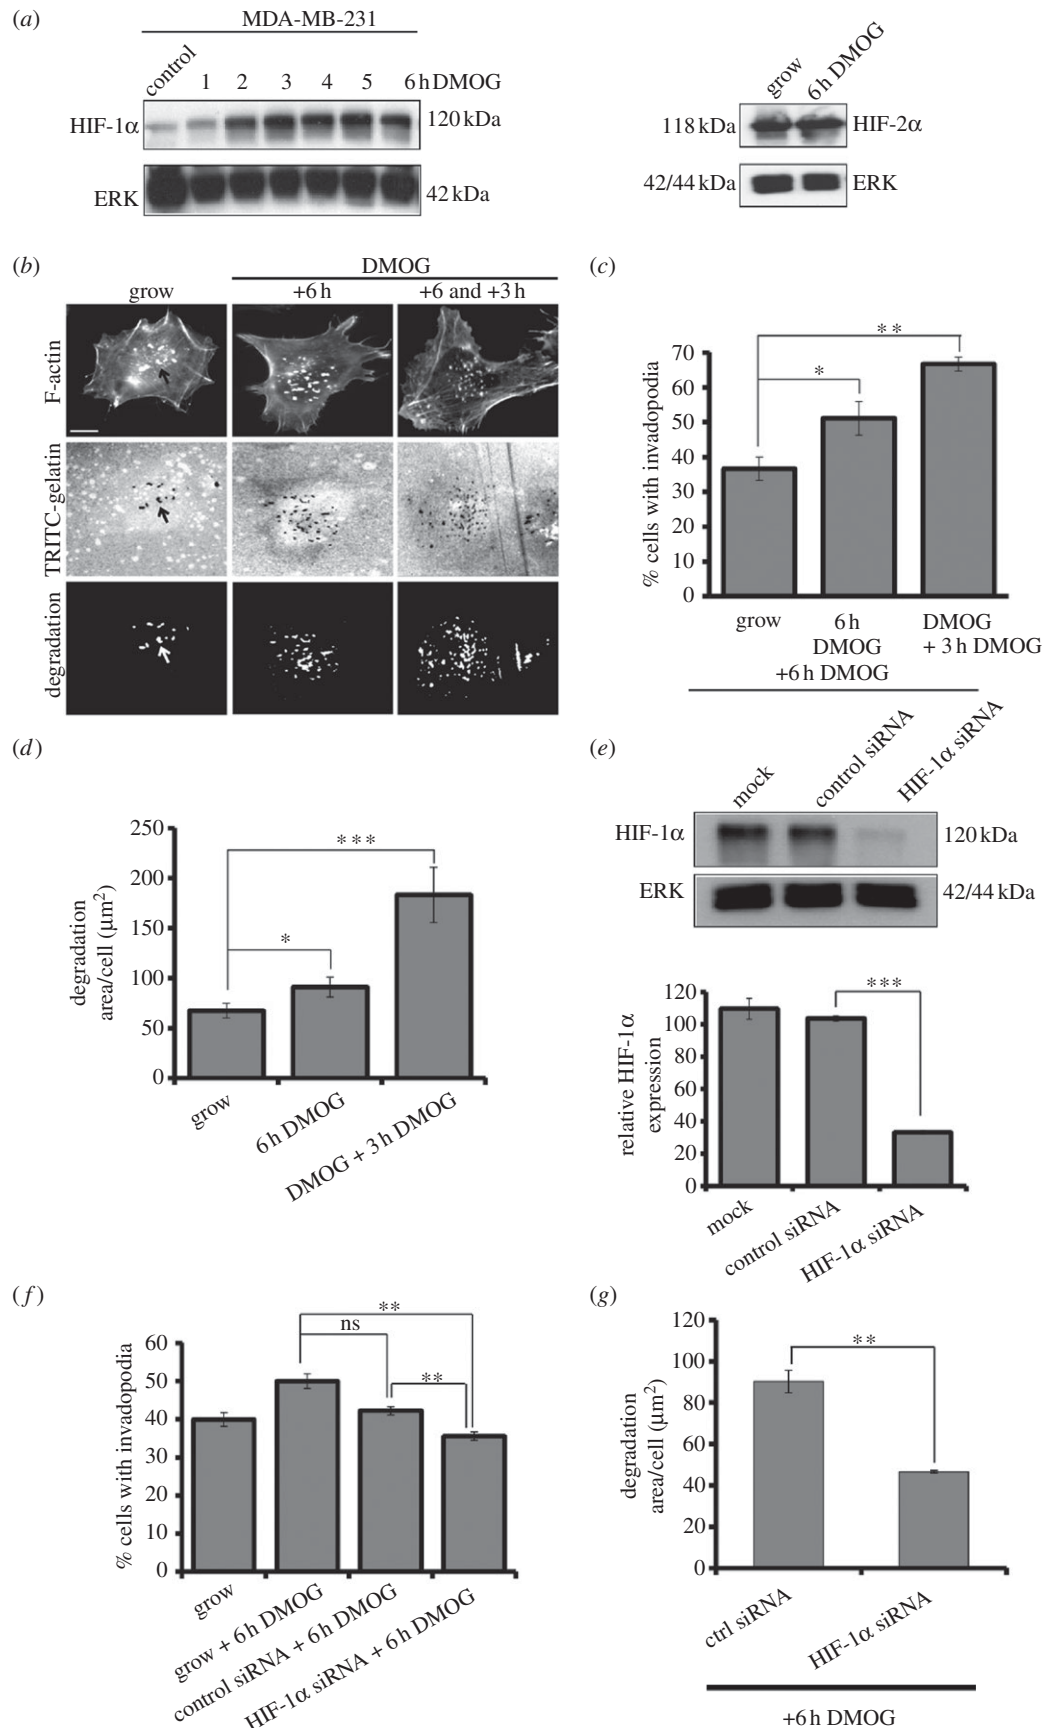 (a)
MDA-MB-231
control 1 2 3 4 5 6 h DMOG
HIF-1α 120 kDa
ERK 42 kDa
grow 6 h DMOG
118 kDa HIF-2α
42/44 kDa ERK
(b)
DMOG
grow +6 h +6 and +3 h
F-actin
TRITC-gelatin
degradation
(c)
% cells with invadopodia
70
60
50
40
30
20
10
0
*
**
grow 6 h DMOG DMOG + 3 h DMOG
(d)
degradation area/cell (μm²)
250
200
150
100
50
0
*
***
grow
6 h DMOG
DMOG + 3 h DMOG
(e)
+6 h DMOG
mock
control siRNA
HIF-1α siRNA
HIF-1α 120 kDa
ERK 42/44 kDa
relative HIF-1α expression
120
100
80
60
40
20
0
***
mock
control siRNA
HIF-1α siRNA
(f)
% cells with invadopodia
60
50
40
30
20
10
0
**
ns
**
grow
grow + 6 h DMOG
control siRNA + 6 h DMOG
HIF-1α siRNA + 6 h DMOG
(g)
degradation area/cell (μm²)
120
100
80
60
40
20
0
**
ctrl siRNA
HIF-1α siRNA
+6 h DMOG